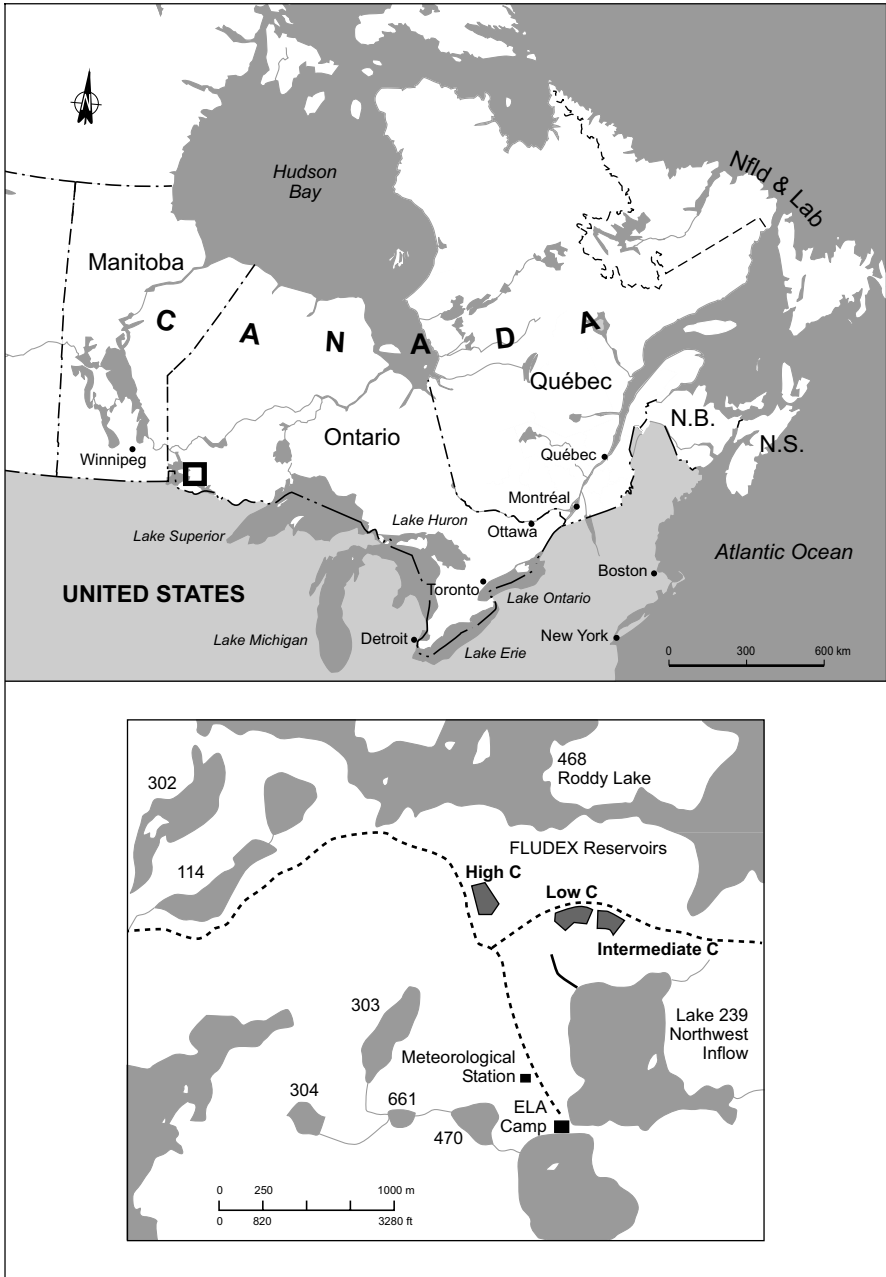 Hudson
Bay
Nfld & Lab
Manitoba
C A N A D A
Québec
Ontario
N.B.
N.S.
Winnipeg
Québec
Montréal
Ottawa
Lake Superior
Lake Huron
Atlantic Ocean
Boston
UNITED STATES
Toronto
Lake Ontario
Lake Michigan
Detroit
New York
Lake Erie
0 300 600 km
468
Roddy Lake
302
FLUDEX Reservoirs
114
High C
Low C
Intermediate C
303
Lake 239
Northwest
Inflow
Meteorological
Station
304
661
ELA
Camp
470
0 250 1000 m
0 820 3280 ft